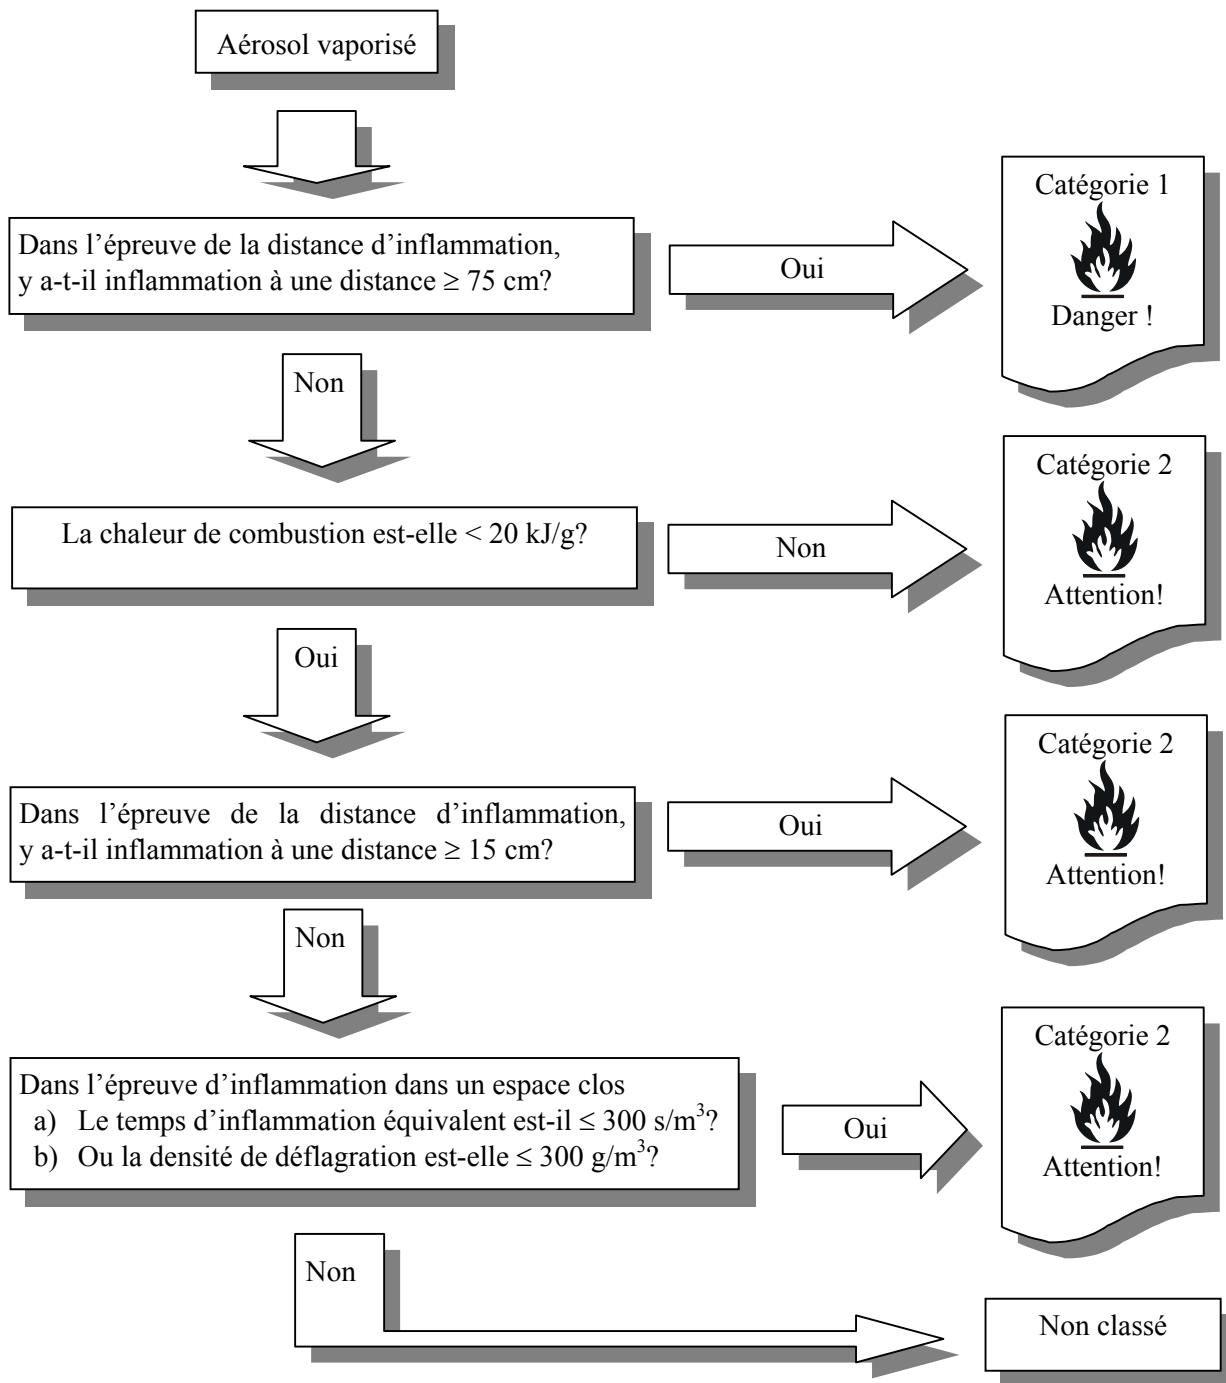 Aérosol vaporisé
Dans l’épreuve de la distance d’inflammation,
y a-t-il inflammation à une distance ≥ 75 cm?
Oui
Catégorie 1
Danger !
Non
La chaleur de combustion est-elle < 20 kJ/g?
Non
Catégorie 2
Attention!
Oui
Dans l’épreuve de la distance d’inflammation,
y a-t-il inflammation à une distance ≥ 15 cm?
Oui
Catégorie 2
Attention!
Non
Dans l’épreuve d’inflammation dans un espace clos
a) Le temps d’inflammation équivalent est-il ≤ 300 s/m³?
b) Ou la densité de déflagration est-elle ≤ 300 g/m³?
Oui
Catégorie 2
Attention!
Non
Non classé